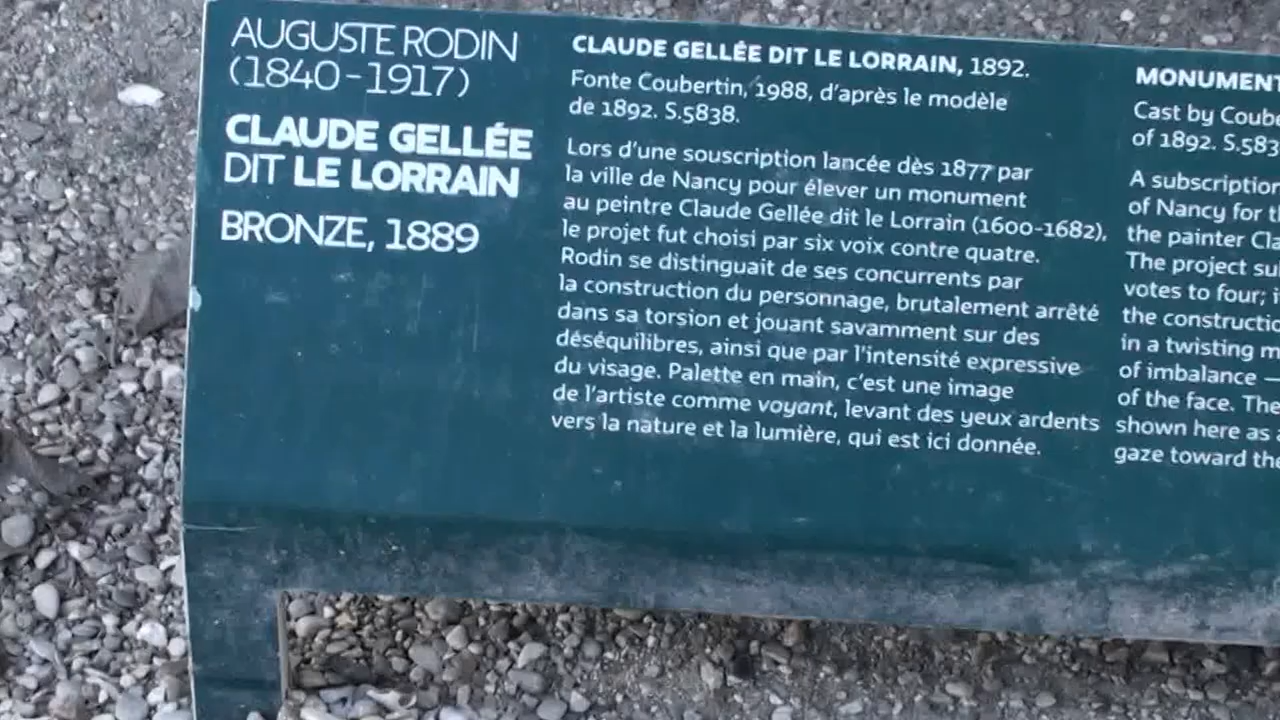 AUGUSTE RODIN
(1840-1917)
CLAUDE GELLÉE
DIT LE LORRAIN
BRONZE, 1889
CLAUDE GELLÉE DIT LE LORRAIN, 1892.
Fonte Coubertin, 1988, d'après le modèle
de 1892. S.5838.
Lors d'une souscription lancée dès 1877 par
la ville de Nancy pour élever un monument
au peintre Claude Gellée dit le Lorrain (1600-1682),
le projet fut choisi par six voix contre quatre.
Rodin se distinguait de ses concurrents par
la construction du personnage, brutalement arrêté
dans sa torsion et jouant savamment sur des
déséquilibres, ainsi que par l'intensité expressive
du visage. Palette en main, c'est une image
de l'artiste comme voyant, levant des yeux ardents
vers la nature et la lumière, qui est ici donnée.
MONUMENT
Cast by
of 1892. S.583
A subscription
of Nancy for
the painter
The project
votes to four;
the
in a twisting
of imbalance —
of the face. The
shown here as
gaze toward the